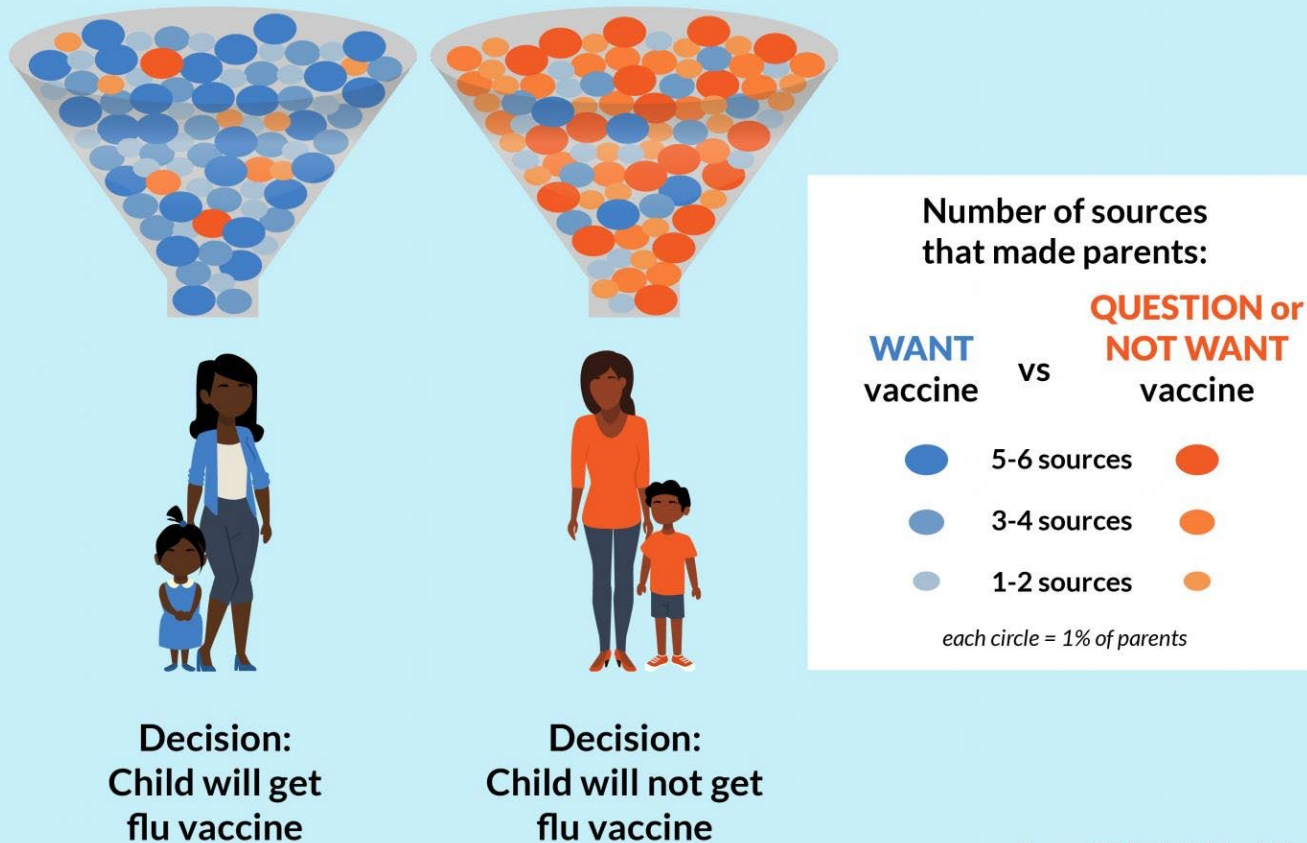 Number of sources
that made parents:
WANT
vaccine
vs
QUESTION or
NOT WANT
vaccine
5-6 sources
3-4 sources
1-2 sources
each circle = 1% of parents
Decision:
Child will get
flu vaccine
Decision:
Child will not get
flu vaccine